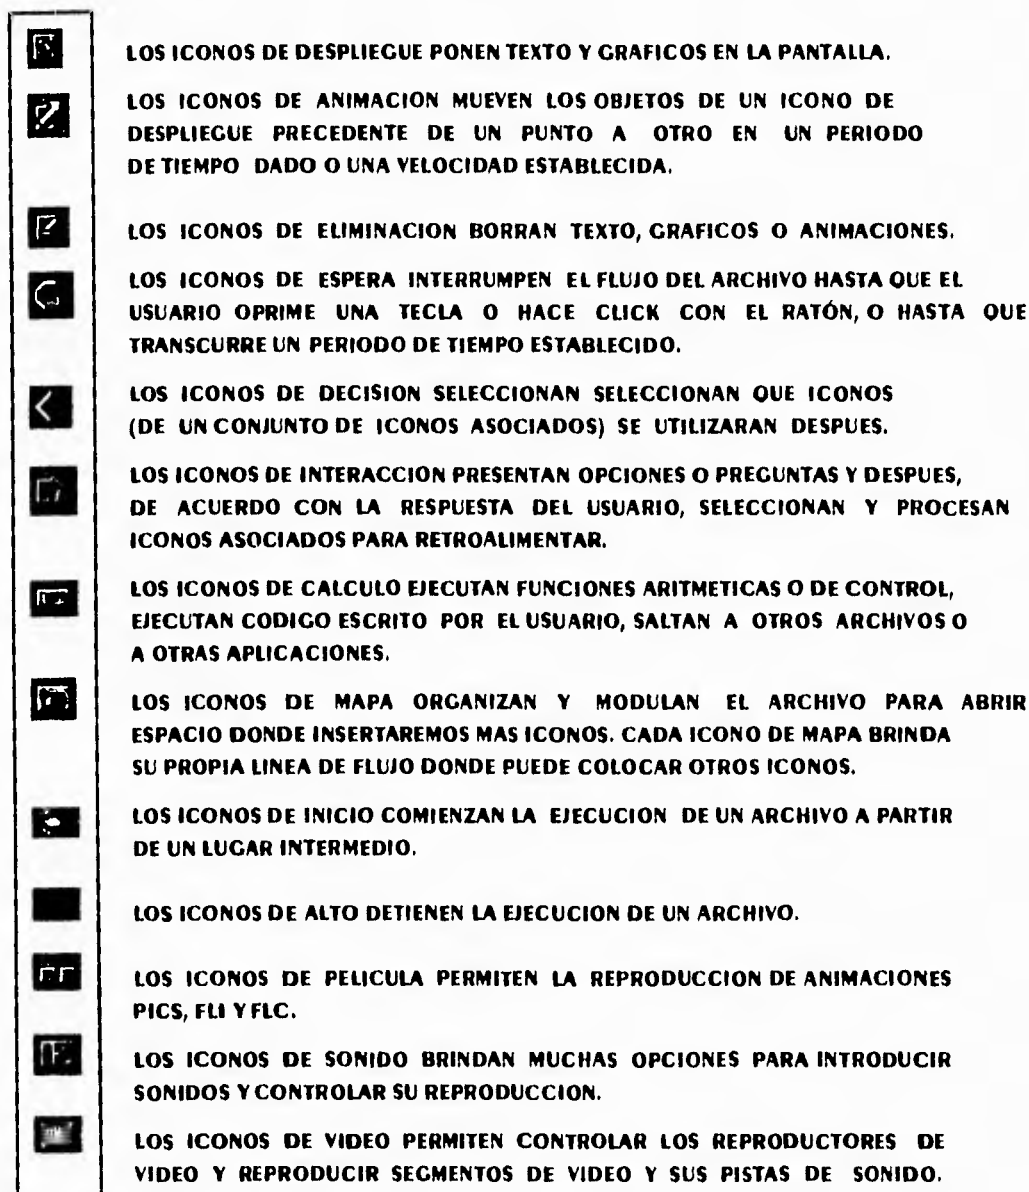 LOS ICONOS DE DESPLIEGUE PONEN TEXTO Y GRAFICOS EN LA PANTALLA.
LOS ICONOS DE ANIMACION MUEVEN LOS OBJETOS DE UN ICONO DE
DESPLIEGUE PRECEDENTE DE UN PUNTO A OTRO EN UN PERIODO
DE TIEMPO DADO O UNA VELOCIDAD ESTABLECIDA.
LOS ICONOS DE ELIMINACION BORRAN TEXTO, GRAFICOS O ANIMACIONES.
LOS ICONOS DE ESPERA INTERRUMPEN EL FLUJO DEL ARCHIVO HASTA QUE EL
USUARIO OPRIME UNA TECLA O HACE CLICK CON EL RATÓN, O HASTA QUE
TRANSCURRE UN PERIODO DE TIEMPO ESTABLECIDO.
LOS ICONOS DE DECISION SELECCIONAN SELECCIONAN QUE ICONOS
(DE UN CONJUNTO DE ICONOS ASOCIADOS) SE UTILIZARAN DESPUES.
LOS ICONOS DE INTERACCION PRESENTAN OPCIONES O PREGUNTAS Y DESPUES,
DE ACUERDO CON LA RESPUESTA DEL USUARIO, SELECCIONAN Y PROCESAN
ICONOS ASOCIADOS PARA RETROALIMENTAR.
LOS ICONOS DE CALCULO EJECUTAN FUNCIONES ARITMETICAS O DE CONTROL,
EJECUTAN CODIGO ESCRITO POR EL USUARIO, SALTAN A OTROS ARCHIVOS O
A OTRAS APLICACIONES.
LOS ICONOS DE MAPA ORGANIZAN Y MODULAN EL ARCHIVO PARA ABRIR
ESPACIO DONDE INSERTAREMOS MAS ICONOS. CADA ICONO DE MAPA BRINDA
SU PROPIA LINEA DE FLUJO DONDE PUEDE COLOCAR OTROS ICONOS.
LOS ICONOS DE INICIO COMIENZAN LA EJECUCION DE UN ARCHIVO A PARTIR
DE UN LUGAR INTERMEDIO.
LOS ICONOS DE ALTO DETIENEN LA EJECUCION DE UN ARCHIVO.
LOS ICONOS DE PELICULA PERMITEN LA REPRODUCCION DE ANIMACIONES
PICS, FLI Y FLC.
LOS ICONOS DE SONIDO BRINDAN MUCHAS OPCIONES PARA INTRODUCIR
SONIDOS Y CONTROLAR SU REPRODUCCION.
LOS ICONOS DE VIDEO PERMITEN CONTROLAR LOS REPRODUCTORES DE
VIDEO Y REPRODUCIR SEGMENTOS DE VIDEO Y SUS PISTAS DE SONIDO.